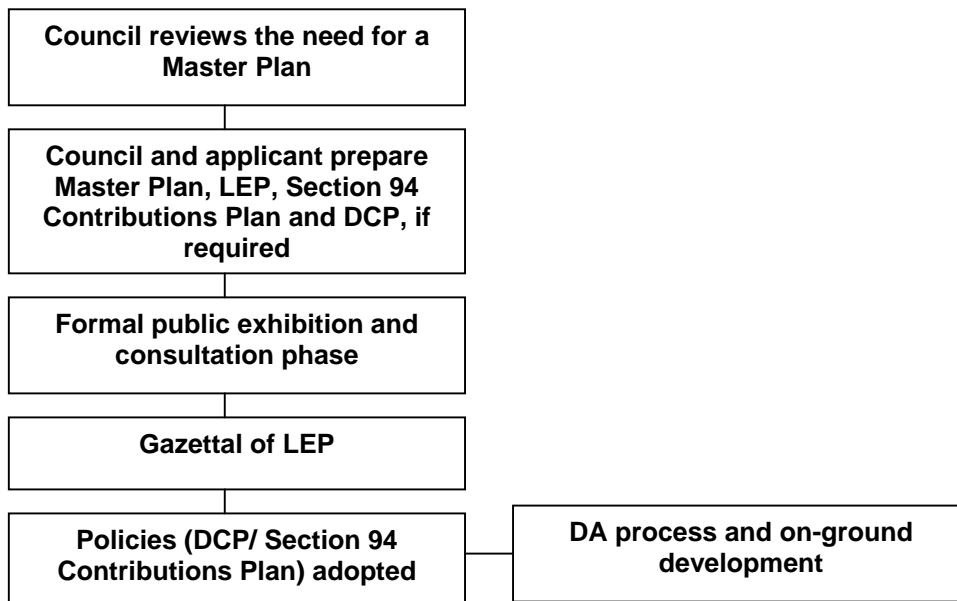 Council reviews the need for a
Master Plan
Council and applicant prepare
Master Plan, LEP, Section 94
Contributions Plan and DCP, if
required
Formal public exhibition and
consultation phase
Gazettal of LEP
Policies (DCP/ Section 94
Contributions Plan) adopted
DA process and on-ground
development